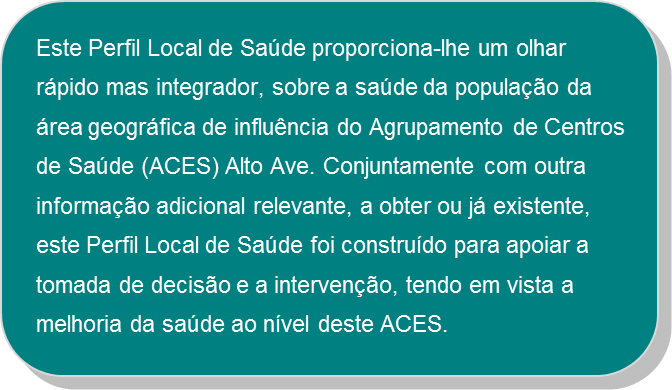 Este Perfil Local de Saúde proporciona-lhe um olhar
rápido mas integrador, sobre a saúde da população da
área geográfica de influência do Agrupamento de Centros
de Saúde (ACES) Alto Ave. Conjuntamente com outra
informação adicional relevante, a obter ou já existente,
este Perfil Local de Saúde foi construído para apoiar a
tomada de decisão e a intervenção, tendo em vista a
melhoria da saúde ao nível deste ACES.